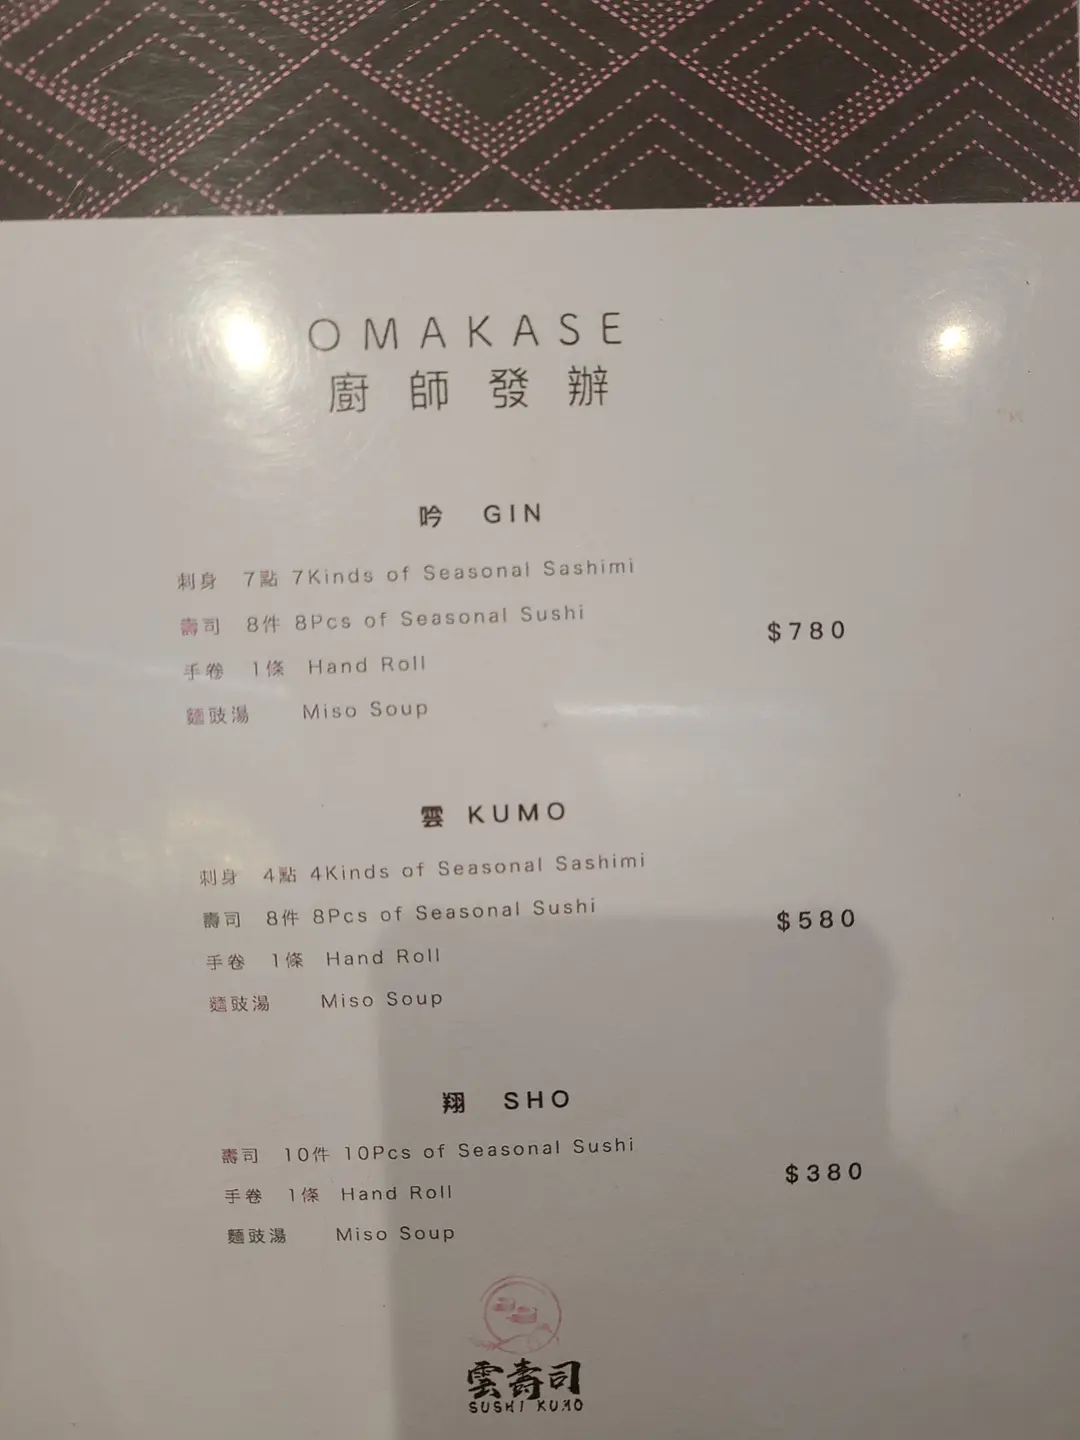 OMAKASE
廚師發辦
吟 GIN
刺身 7點 7Kinds of Seasonal Sashimi
壽司 8件 8Pcs of Seasonal Sushi
$780
手卷 1條 Hand Roll
麵豉湯 Miso Soup
雲 KUMO
刺身 4點 4Kinds of Seasonal Sashimi
壽司 8件 8Pcs of Seasonal Sushi
$580
手卷 1條 Hand Roll
麵豉湯 Miso Soup
翔 SHO
壽司 10件 10Pcs of Seasonal Sushi
$380
手卷 1條 Hand Roll
麵豉湯 Miso Soup
雲壽司
SUSHI KUMO